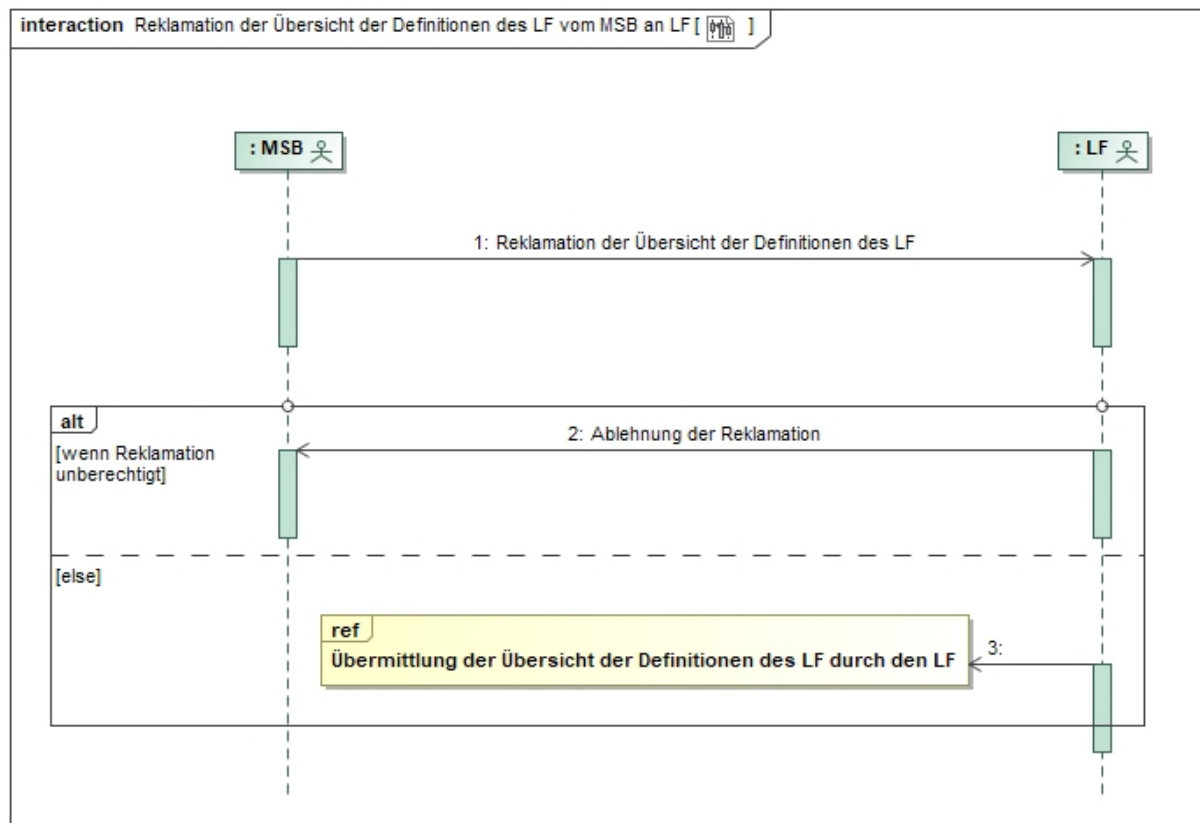 interaction Reklamation der Übersicht der Definitionen des LF vom MSB an LF [ ]
: MSB
: LF
1: Reklamation der Übersicht der Definitionen des LF
alt
2: Ablehnung der Reklamation
[wenn Reklamation
unberechtigt]
[else]
ref
3:
Übermittlung der Übersicht der Definitionen des LF durch den LF